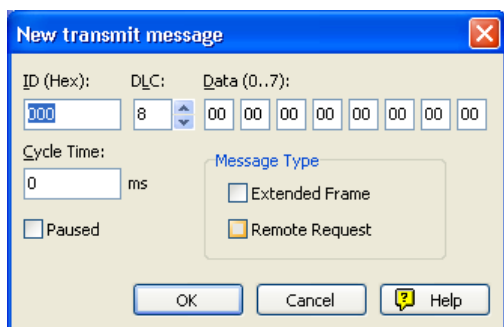 New transmit message
ID (Hex): DLC: Data (0..7):
000 8 00 00 00 00 00 00 00 00
Cycle Time:
0 ms
Message Type
Extended Frame
Paused
Remote Request
OK Cancel Help